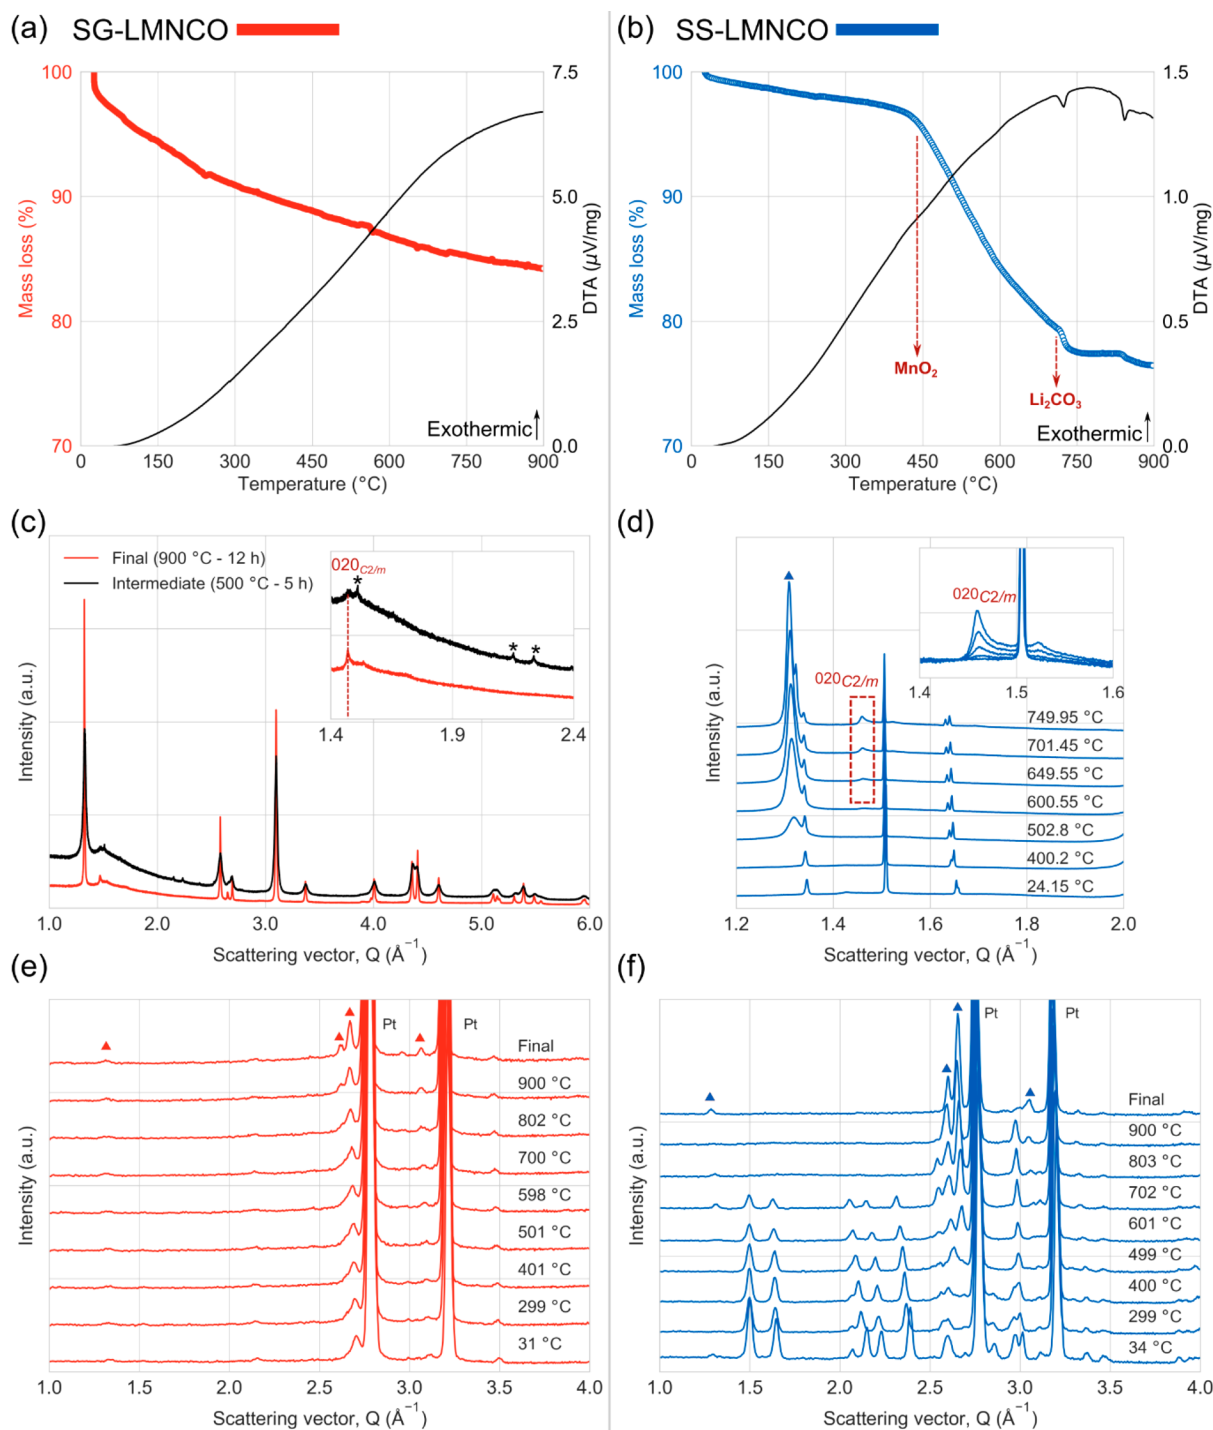 (a) SG-LMNCO
100
90
80
70
Mass loss (%)
7.5
5.0
2.5
0.0
DTA (µV/mg)
Exothermic
0 150 300 450 600 750 900
Temperature (°C)
(b) SS-LMNCO
100
90
80
70
Mass loss (%)
1.5
1.0
0.5
0.0
DTA (µV/mg)
MnO₂
Li₂CO₃
Exothermic
0 150 300 450 600 750 900
Temperature (°C)
(c)
Final (900 °C - 12 h)
Intermediate (500 °C - 5 h)
020C2/m
* * *
1.4 1.9 2.4
Intensity (a.u.)
1.0 2.0 3.0 4.0 5.0 6.0
Scattering vector, Q (Å⁻¹)
(d)
020C2/m
1.4 1.5 1.6
020C2/m
749.95 °C
701.45 °C
649.55 °C
600.55 °C
502.8 °C
400.2 °C
24.15 °C
Intensity (a.u.)
1.2 1.4 1.6 1.8 2.0
Scattering vector, Q (Å⁻¹)
(e)
Pt Pt
Final
900 °C
802 °C
700 °C
598 °C
501 °C
401 °C
299 °C
31 °C
Intensity (a.u.)
1.0 1.5 2.0 2.5 3.0 3.5 4.0
Scattering vector, Q (Å⁻¹)
(f)
Pt Pt
Final
900 °C
803 °C
702 °C
601 °C
499 °C
400 °C
299 °C
34 °C
Intensity (a.u.)
1.0 1.5 2.0 2.5 3.0 3.5 4.0
Scattering vector, Q (Å⁻¹)